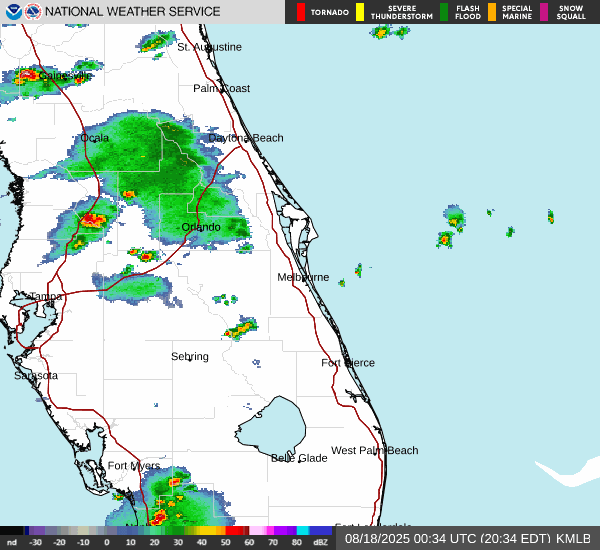 NATIONAL WEATHER SERVICE
TORNADO
SEVERE
THUNDERSTORM
FLASH
FLOOD
SPECIAL
MARINE
SNOW
SQUALL
St. Augustine
Gainesville
Palm Coast
Ocala
Daytona Beach
Orlando
Melbourne
Tampa
Sebring
Fort Pierce
Sarasota
West Palm Beach
Belle Glade
Fort Myers
nd -30 -20 -10 0 10 20 30 40 50 60 70 80 dBZ
08/18/2025 00:34 UTC (20:34 EDT) KMLB